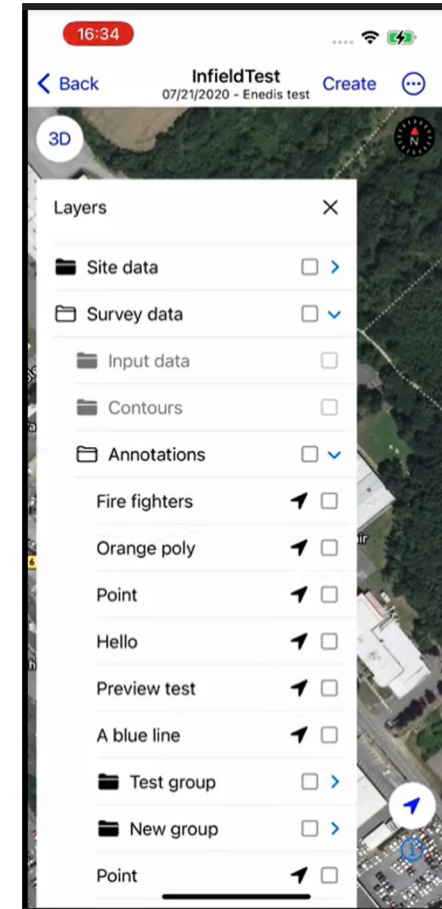 16:34
Back
InfieldTest
Create
07/21/2020 - Enedis test
3D
N
Layers
Site data
Survey data
Input data
Contours
Annotations
Fire fighters
Orange poly
Point
Hello
Preview test
A blue line
Test group
New group
Point
6